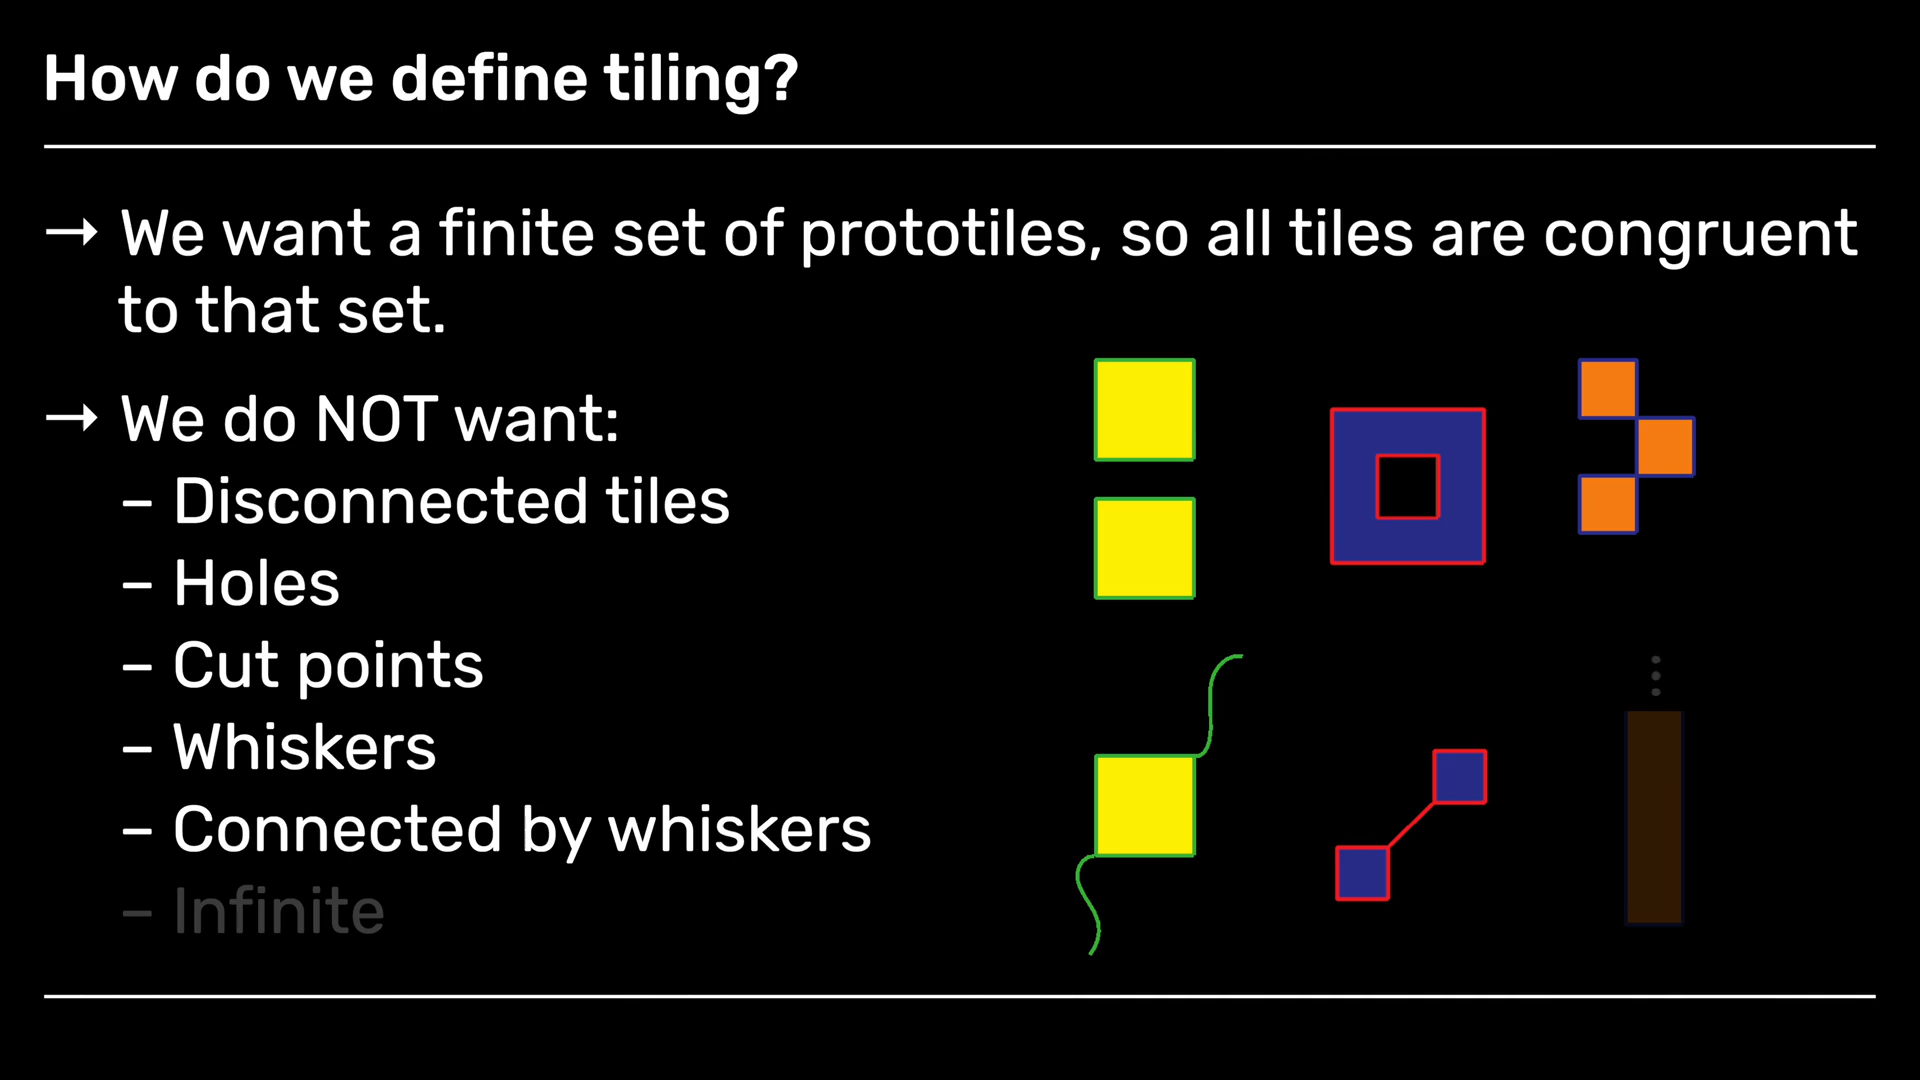 How do we define tiling?
→ We want a finite set of prototiles, so all tiles are congruent
to that set.
→ We do NOT want:
– Disconnected tiles
– Holes
– Cut points
– Whiskers
– Connected by whiskers
– Infinite